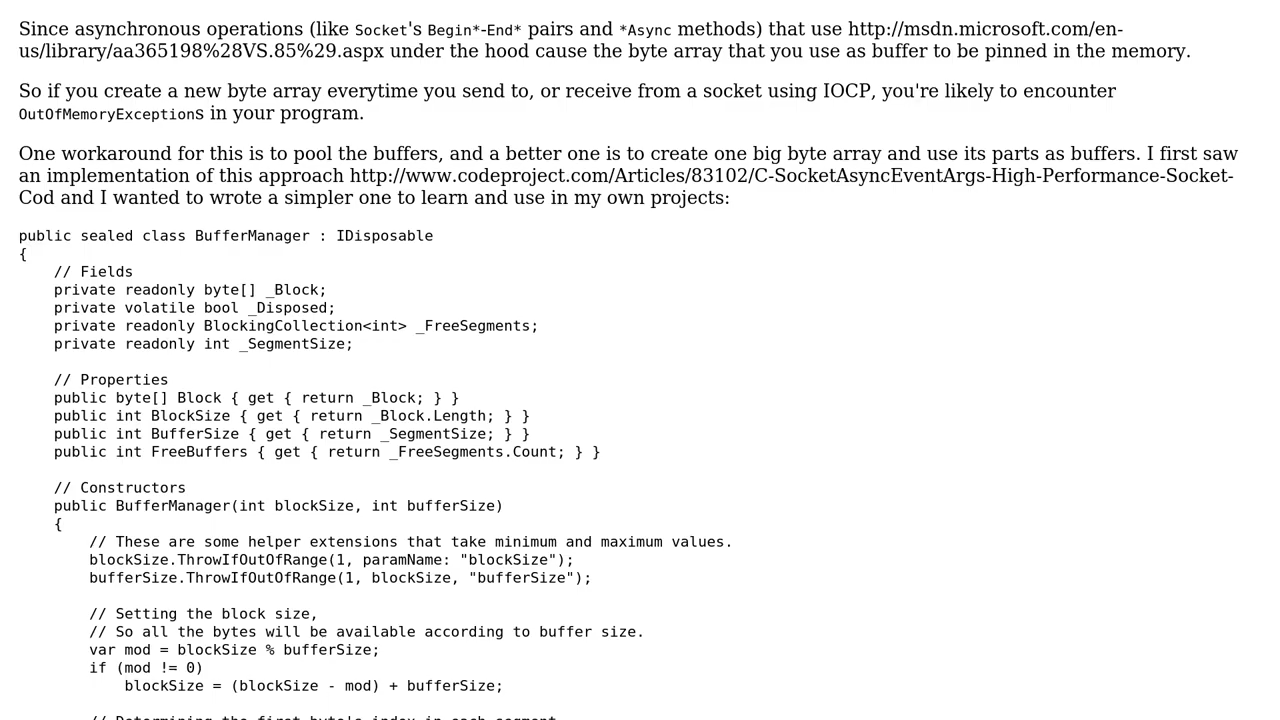 Since asynchronous operations (like Socket's Begin*-End* pairs and *Async methods) that use http://msdn.microsoft.com/en-
us/library/aa365198%28VS.85%29.aspx under the hood cause the byte array that you use as buffer to be pinned in the memory.
So if you create a new byte array everytime you send to, or receive from a socket using IOCP, you're likely to encounter
OutOfMemoryExceptions in your program.
One workaround for this is to pool the buffers, and a better one is to create one big byte array and use its parts as buffers. I first saw
an implementation of this approach http://www.codeproject.com/Articles/83102/C-SocketAsyncEventArgs-High-Performance-Socket-
Cod and I wanted to wrote a simpler one to learn and use in my own projects:
public sealed class BufferManager : IDisposable
{
    // Fields
    private readonly byte[] _Block;
    private volatile bool _Disposed;
    private readonly BlockingCollection<int> _FreeSegments;
    private readonly int _SegmentSize;
    // Properties
    public byte[] Block { get { return _Block; } }
    public int BlockSize { get { return _Block.Length; } }
    public int BufferSize { get { return _SegmentSize; } }
    public int FreeBuffers { get { return _FreeSegments.Count; } }
    // Constructors
    public BufferManager(int blockSize, int bufferSize)
    {
        // These are some helper extensions that take minimum and maximum values.
        blockSize.ThrowIfOutOfRange(1, paramName: "blockSize");
        bufferSize.ThrowIfOutOfRange(1, blockSize, "bufferSize");
        // Setting the block size,
        // So all the bytes will be available according to buffer size.
        var mod = blockSize % bufferSize;
        if (mod != 0)
            blockSize = (blockSize - mod) + bufferSize;
        // Determining the first byte's index in each segment